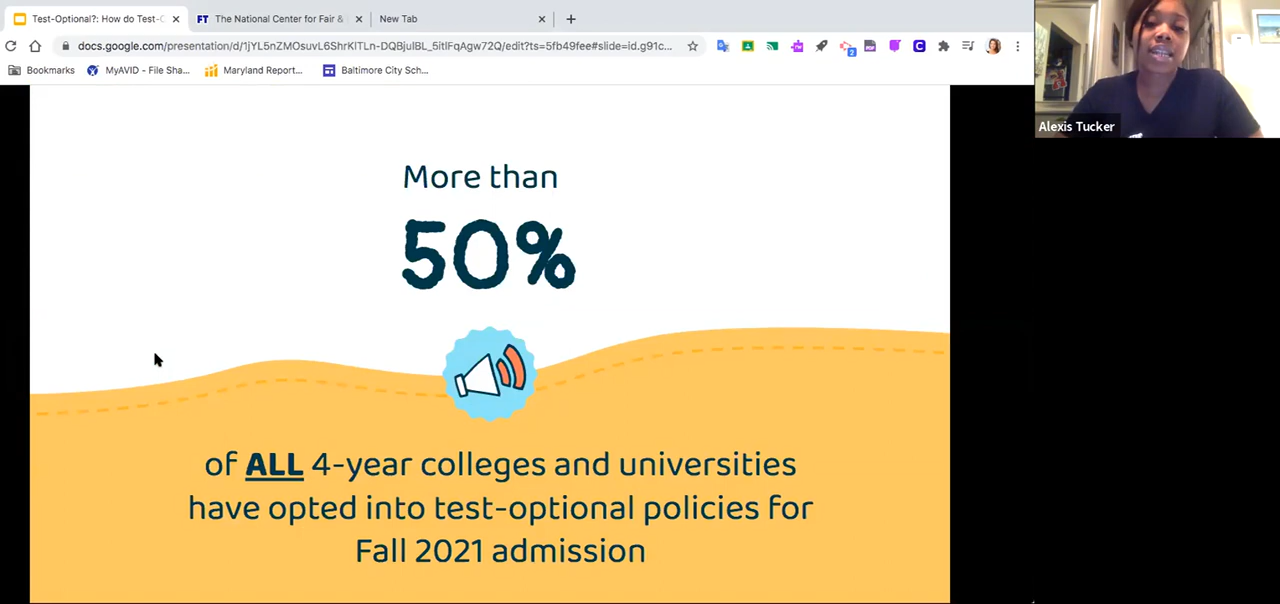 Test-Optional?: How do Test-O
The National Center for Fair &
New Tab
docs.google.com/presentation/d/1jYL5nZMOsuvL6ShrKlTLn-DQBjulBL_5itlFqAgw72Q/edit?ts=5fb49fee#slide=id.g91c...
Bookmarks
MyAVID - File Sha...
Maryland Report...
Baltimore City Sch...
Alexis Tucker
More than
50%
of ALL 4-year colleges and universities
have opted into test-optional policies for
Fall 2021 admission